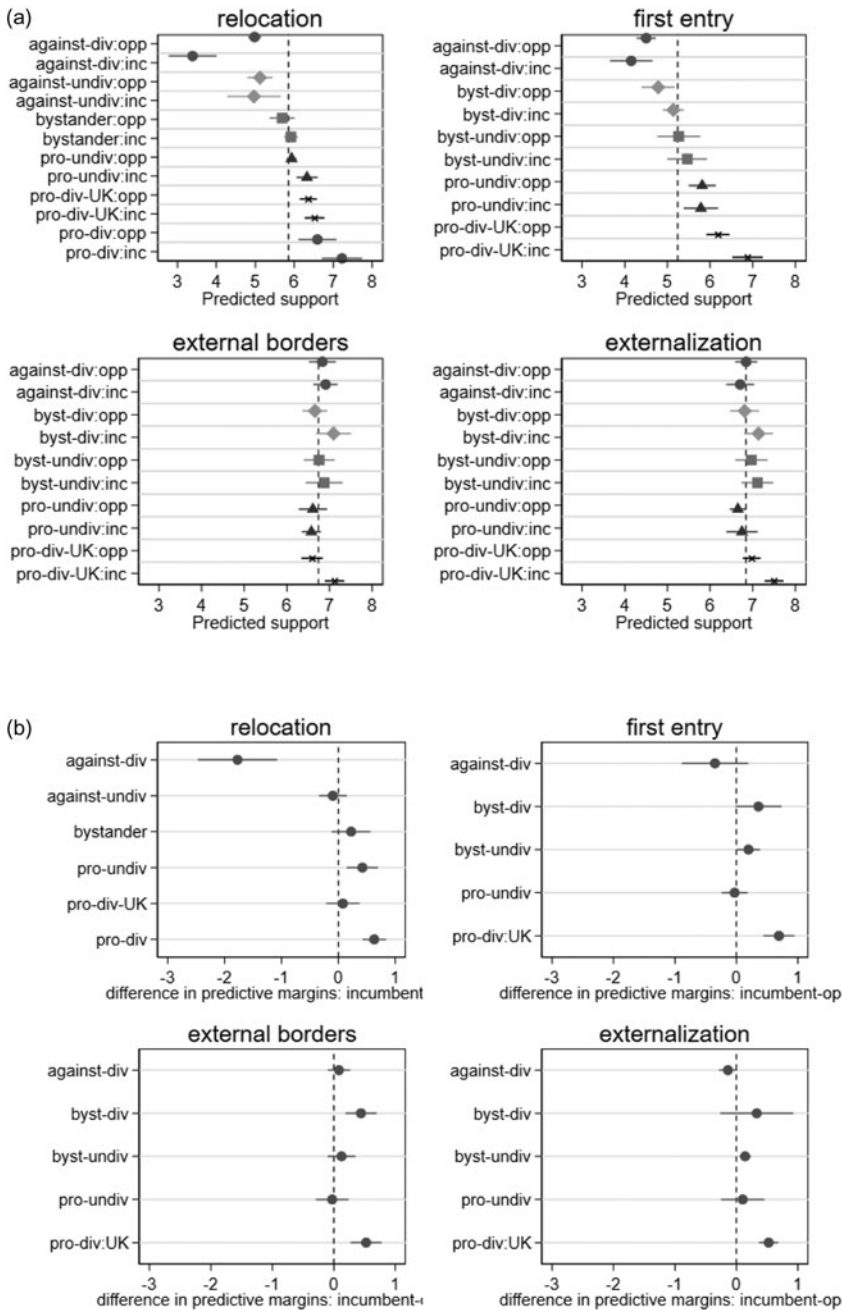 (a)
relocation
against-div:opp
against-div:inc
against-undiv:opp
against-undiv:inc
bystander:opp
bystander:inc
pro-undiv:opp
pro-undiv:inc
pro-div-UK:opp
pro-div-UK:inc
pro-div:opp
pro-div:inc
3 4 5 6 7 8
Predicted support
first entry
against-div:opp
against-div:inc
byst-div:opp
byst-div:inc
byst-undiv:opp
byst-undiv:inc
pro-undiv:opp
pro-undiv:inc
pro-div-UK:opp
pro-div-UK:inc
3 4 5 6 7 8
Predicted support
external borders
against-div:opp
against-div:inc
byst-div:opp
byst-div:inc
byst-undiv:opp
byst-undiv:inc
pro-undiv:opp
pro-undiv:inc
pro-div-UK:opp
pro-div-UK:inc
3 4 5 6 7 8
Predicted support
externalization
against-div:opp
against-div:inc
byst-div:opp
byst-div:inc
byst-undiv:opp
byst-undiv:inc
pro-undiv:opp
pro-undiv:inc
pro-div-UK:opp
pro-div-UK:inc
3 4 5 6 7 8
Predicted support
(b)
relocation
against-div
against-undiv
bystander
pro-undiv
pro-div-UK
pro-div
-3 -2 -1 0 1
difference in predictive margins: incumbent
first entry
against-div
byst-div
byst-undiv
pro-undiv
pro-div:UK
-3 -2 -1 0 1
difference in predictive margins: incumbent-op
external borders
against-div
byst-div
byst-undiv
pro-undiv
pro-div:UK
-3 -2 -1 0 1
difference in predictive margins: incumbent-
externalization
against-div
byst-div
byst-undiv
pro-undiv
pro-div:UK
-3 -2 -1 0 1
difference in predictive margins: incumbent-op